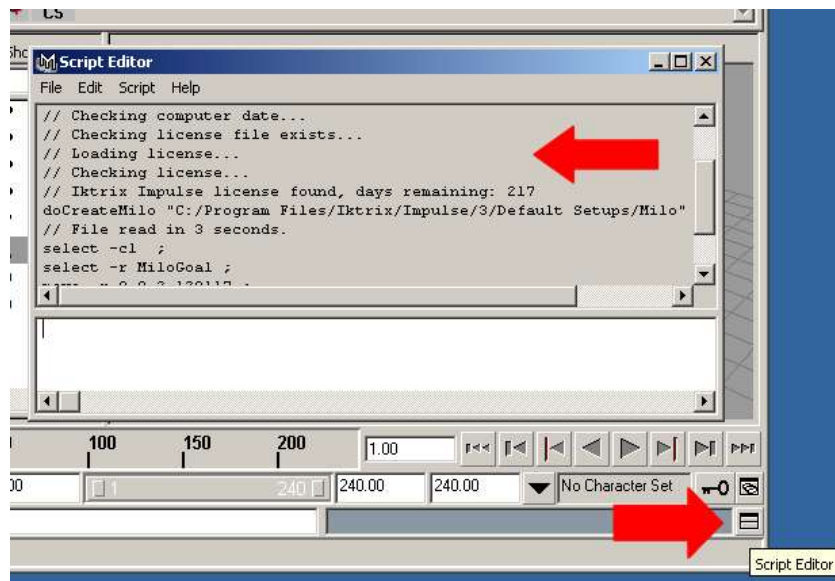 CS
Script Editor
File Edit Script Help
// Checking computer date...
// Checking license file exists...
// Loading license...
// Checking license...
// Iktrix Impulse license found, days remaining: 217
doCreateMilo "C:/Program Files/Iktrix/Impulse/3/Default Setups/Milo"
// File read in 3 seconds.
select -cl ;
select -r MiloGoal ;
100 150 200 1.00
1 240 240.00 240.00 No Character Set
Script Editor